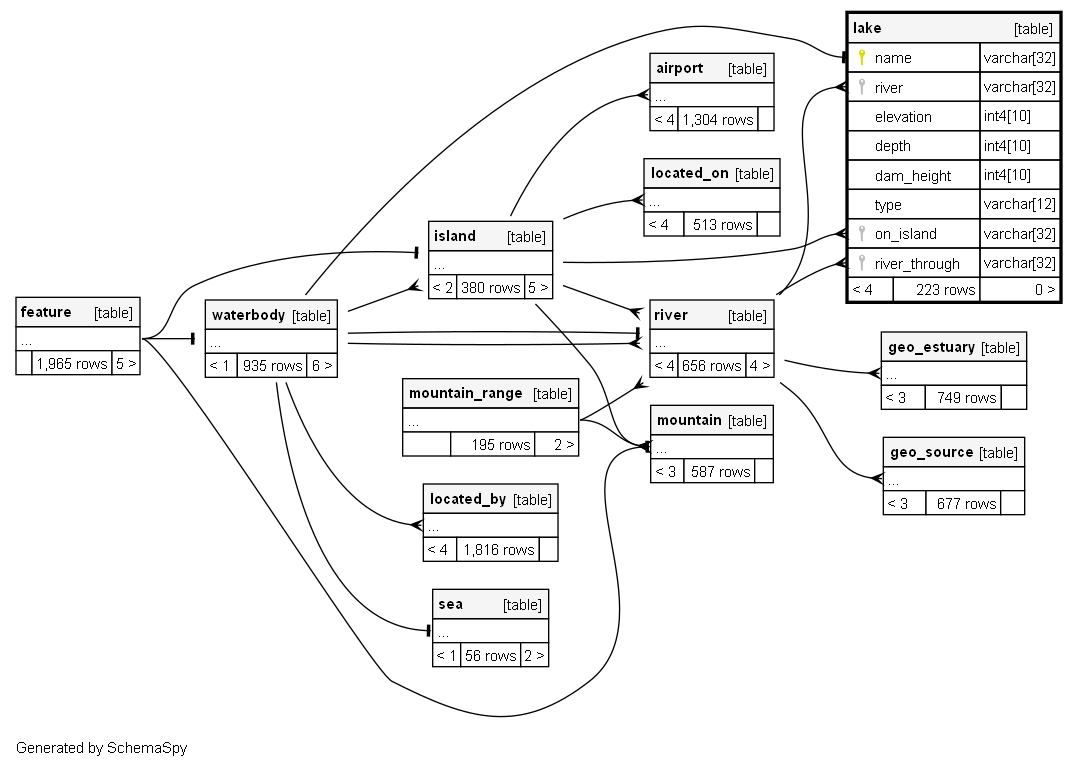 lake [table]
name varchar[32]
river varchar[32]
elevation int4[10]
depth int4[10]
dam_height int4[10]
type varchar[12]
on_island varchar[32]
river_through varchar[32]
< 4 223 rows 0 >
airport [table]
...
< 4 1,304 rows
located_on [table]
...
< 4 513 rows
island [table]
...
< 2 380 rows 5 >
feature [table]
...
1,965 rows 5 >
waterbody [table]
...
< 1 935 rows 6 >
river [table]
...
< 4 656 rows 4 >
geo_estuary [table]
...
< 3 749 rows
mountain_range [table]
...
195 rows 2 >
mountain [table]
...
< 3 587 rows
geo_source [table]
...
< 3 677 rows
located_by [table]
...
< 4 1,816 rows
sea [table]
...
< 1 56 rows 2 >
Generated by SchemaSpy